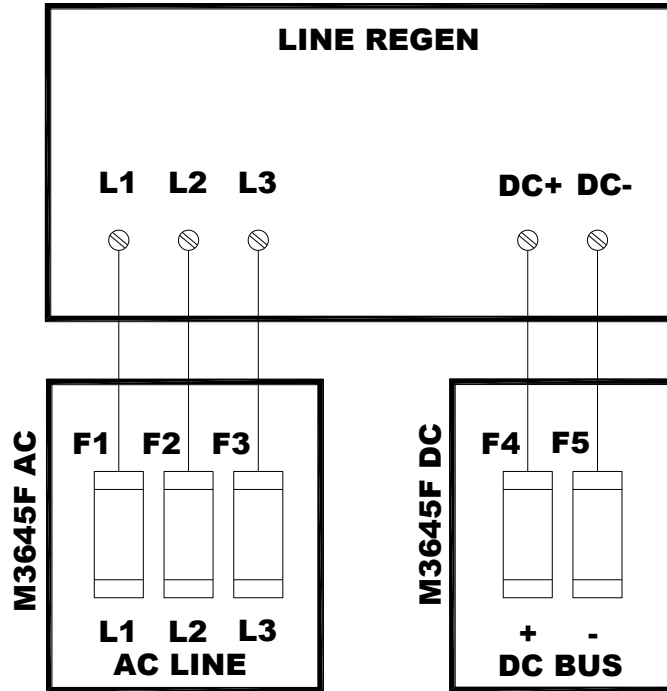 LINE REGEN
L1 L2 L3 DC+ DC-
M3645F AC
F1 F2 F3
L1 L2 L3
AC LINE
M3645F DC
F4 F5
+ -
DC BUS